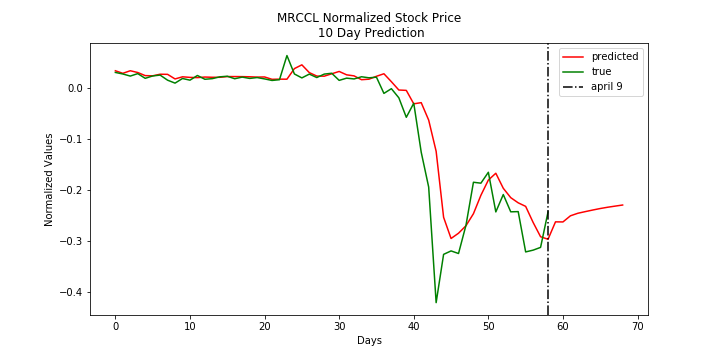 MRCCL Normalized Stock Price
10 Day Prediction
predicted
true
april 9
0.0
−0.1
−0.2
−0.3
−0.4
Normalized Values
0 10 20 30 40 50 60 70
Days